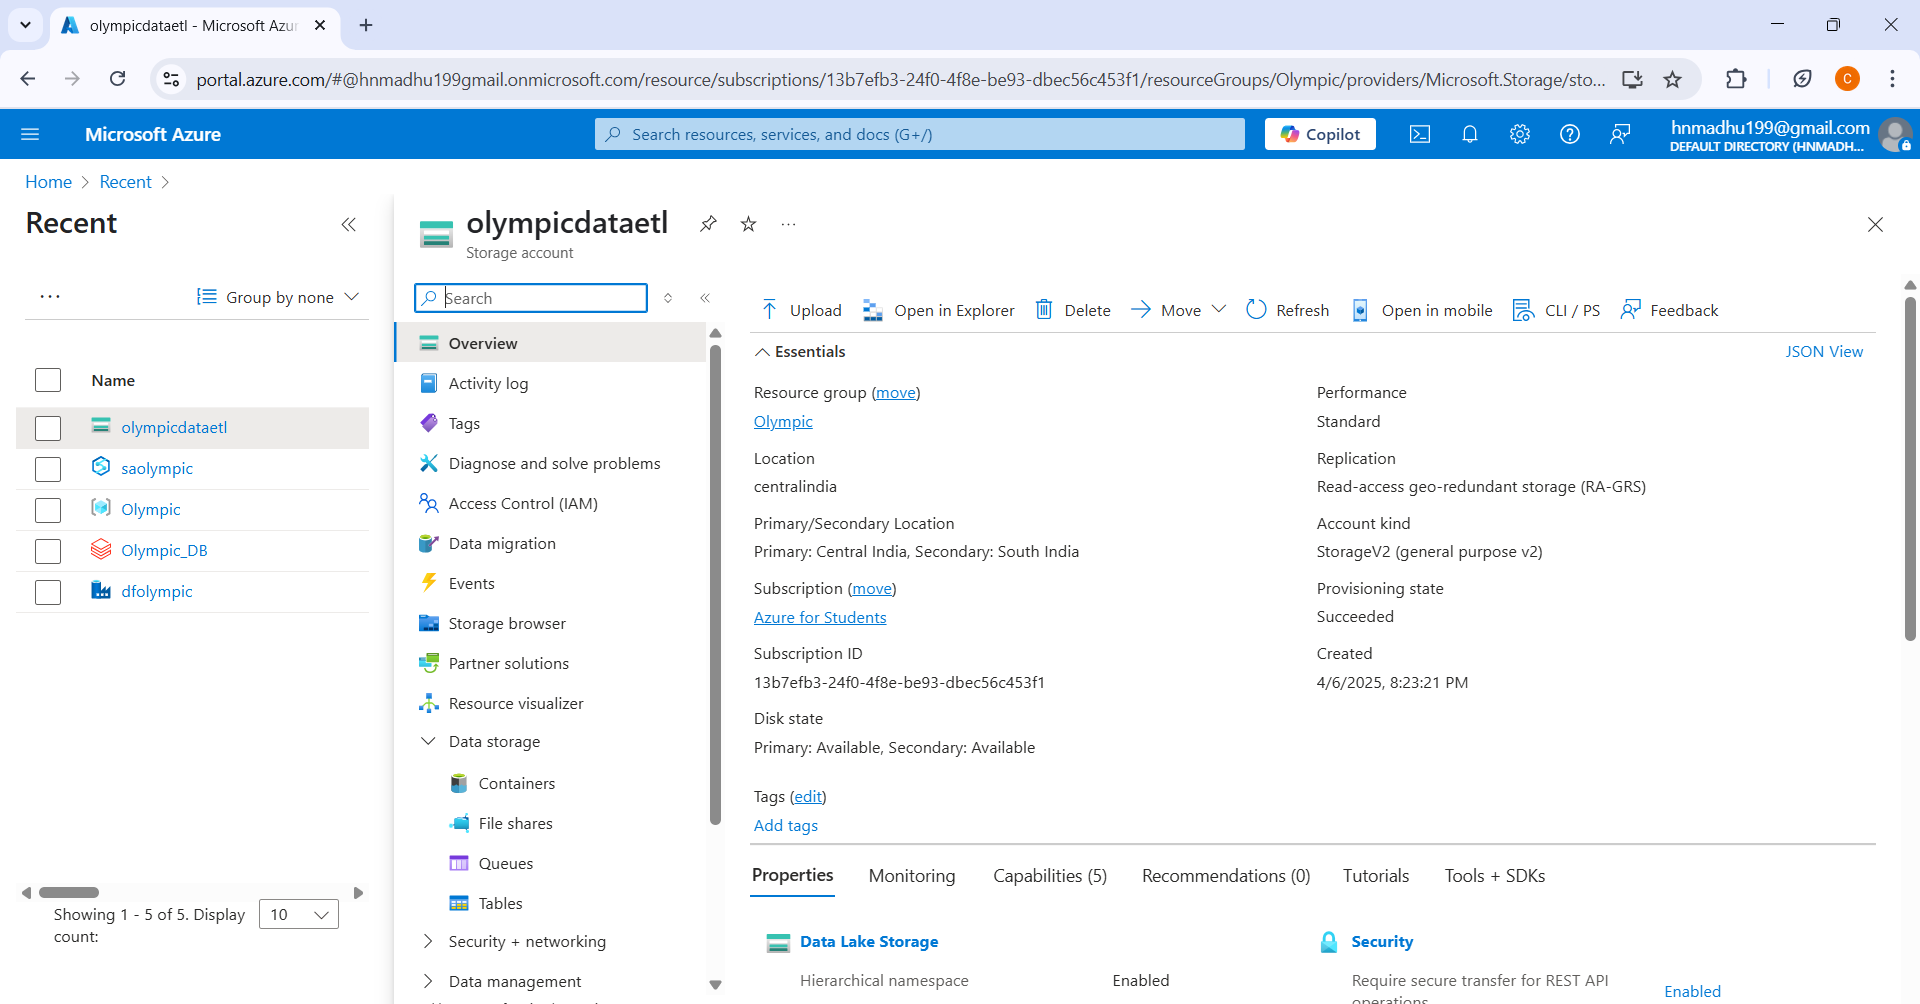 olympicdataetl - Microsoft Azur
portal.azure.com/#@hnmadhu199gmail.onmicrosoft.com/resource/subscriptions/13b7efb3-24f0-4f8e-be93-dbec56c453f1/resourceGroups/Olympic/providers/Microsoft.Storage/sto...
C
Microsoft Azure
Search resources, services, and docs (G+/)
Copilot
hnmadhu199@gmail.com
DEFAULT DIRECTORY (HNMADH...
Home > Recent >
Recent
Group by none
Name
olympicdataetl
saolympic
Olympic
Olympic_DB
dfolympic
Showing 1 - 5 of 5. Display
count:
10
olympicdataetl
Storage account
Search
Overview
Activity log
Tags
Diagnose and solve problems
Access Control (IAM)
Data migration
Events
Storage browser
Partner solutions
Resource visualizer
Data storage
Containers
File shares
Queues
Tables
Security + networking
Data management
Upload
Open in Explorer
Delete
Move
Refresh
Open in mobile
CLI / PS
Feedback
Essentials
JSON View
Resource group (move)
Olympic
Location
centralindia
Primary/Secondary Location
Primary: Central India, Secondary: South India
Subscription (move)
Azure for Students
Subscription ID
13b7efb3-24f0-4f8e-be93-dbec56c453f1
Disk state
Primary: Available, Secondary: Available
Tags (edit)
Add tags
Performance
Standard
Replication
Read-access geo-redundant storage (RA-GRS)
Account kind
StorageV2 (general purpose v2)
Provisioning state
Succeeded
Created
4/6/2025, 8:23:21 PM
Properties
Monitoring
Capabilities (5)
Recommendations (0)
Tutorials
Tools + SDKs
Data Lake Storage
Hierarchical namespace
Enabled
Security
Require secure transfer for REST API
operations
Enabled